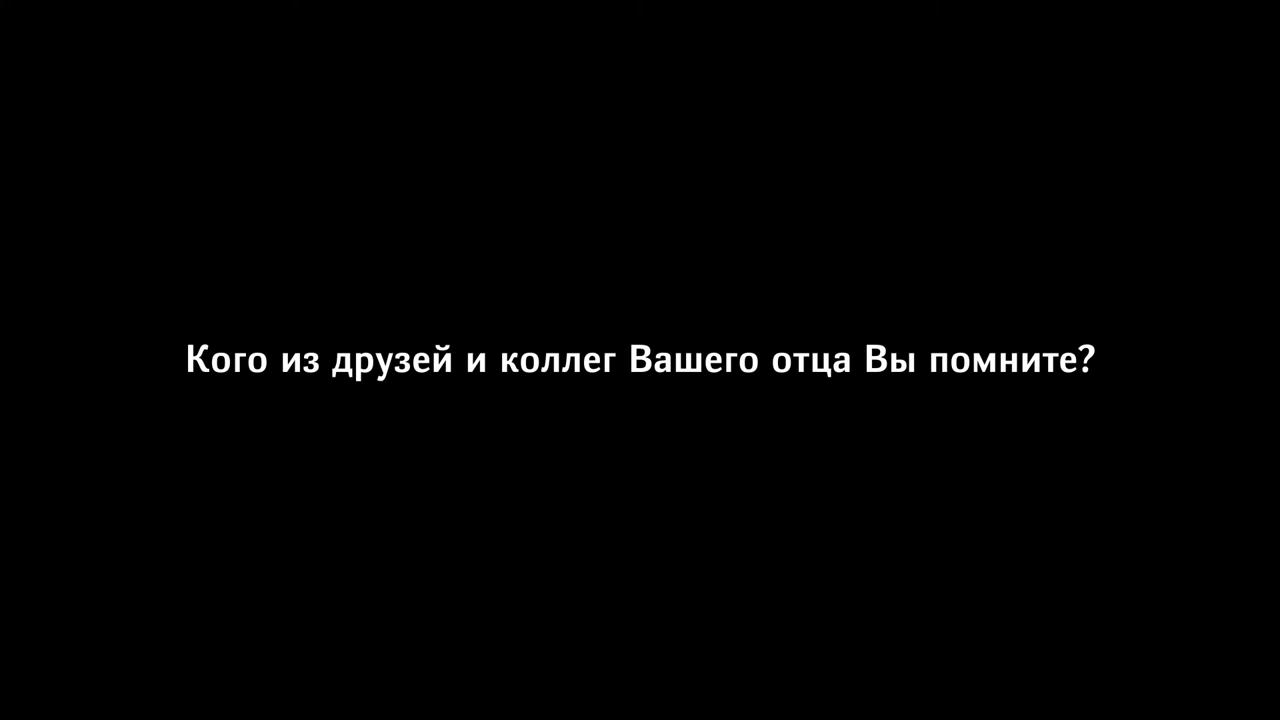 Кого из друзей и коллег Вашего отца Вы помните?